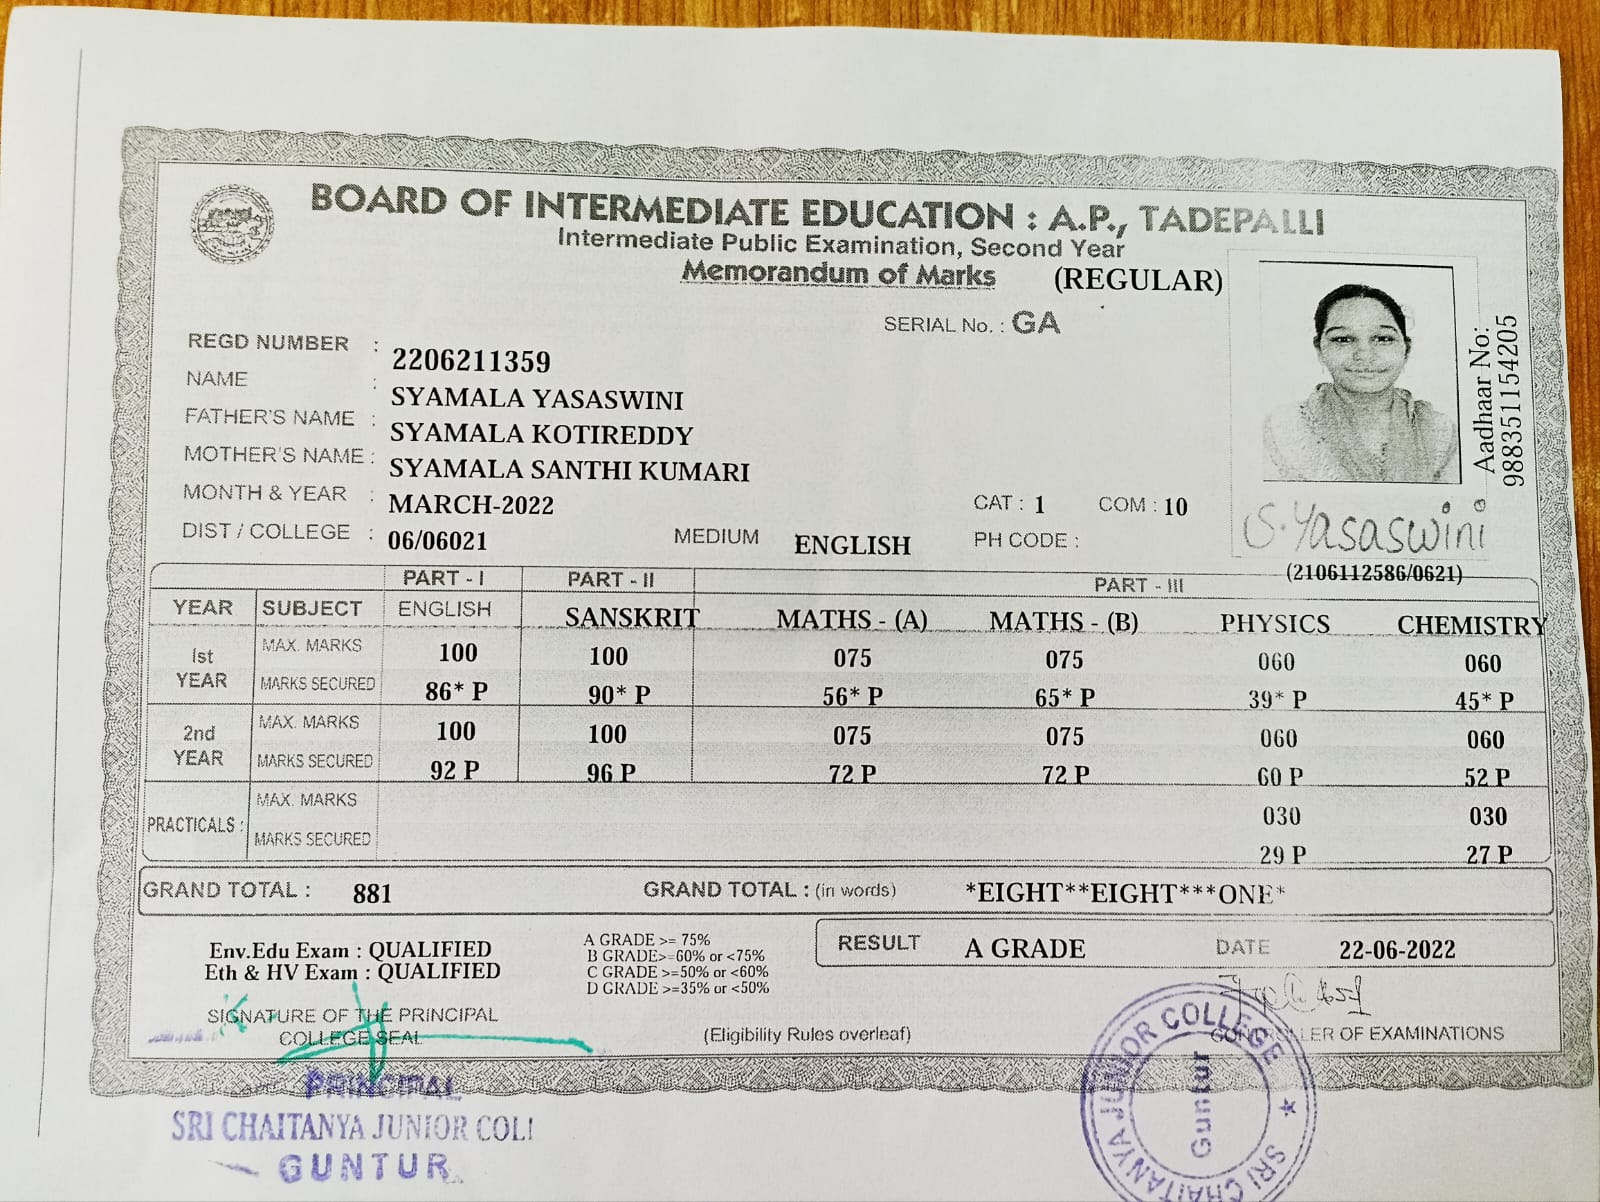 BOARD OF INTERMEDIATE EDUCATION : A.P., TADEPALLI
Intermediate Public Examination, Second Year
Memorandum of Marks (REGULAR)
SERIAL No. : GA
Aadhaar No:
988351154205
REGD NUMBER : 2206211359
NAME : SYAMALA YASASWINI
FATHER'S NAME : SYAMALA KOTIREDDY
MOTHER'S NAME : SYAMALA SANTHI KUMARI
MONTH & YEAR : MARCH-2022 CAT : 1 COM : 10
DIST / COLLEGE : 06/06021 MEDIUM ENGLISH PH CODE :
S.Yasaswini
(2106112586/0621)
PART - I PART - II PART - III
YEAR SUBJECT ENGLISH SANSKRIT MATHS - (A) MATHS - (B) PHYSICS CHEMISTRY
1st YEAR MAX. MARKS 100 100 075 075 060 060
MARKS SECURED 86* P 90* P 56* P 65* P 39* P 45* P
2nd YEAR MAX. MARKS 100 100 075 075 060 060
MARKS SECURED 92 P 96 P 72 P 72 P 60 P 52 P
PRACTICALS : MAX. MARKS 030 030
MARKS SECURED 29 P 27 P
GRAND TOTAL : 881 GRAND TOTAL : (in words) *EIGHT**EIGHT***ONE*
Env.Edu Exam : QUALIFIED
Eth & HV Exam : QUALIFIED
A GRADE >= 75%
B GRADE>=60% or <75%
C GRADE >=50% or <60%
D GRADE >=35% or <50%
RESULT A GRADE DATE 22-06-2022
SIGNATURE OF THE PRINCIPAL
COLLEGE SEAL
(Eligibility Rules overleaf)
CONTROLLER OF EXAMINATIONS
PRINCIPAL
SRI CHAITANYA JUNIOR COLI
GUNTUR.
SRI CHAITANYA JUNIOR COLLEGE ★
Guntur